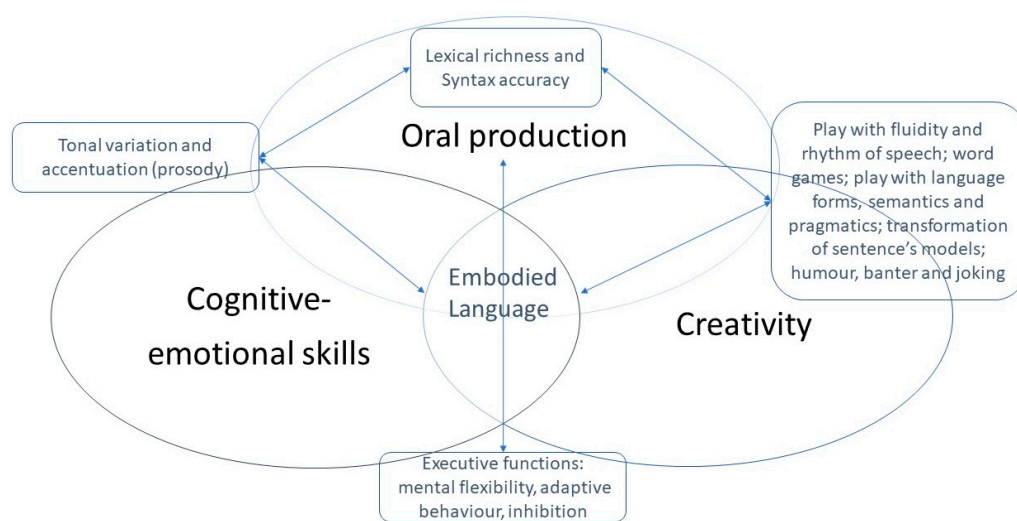 Lexical richness and
Syntax accuracy
Oral production
Tonal variation and
accentuation (prosody)
Play with fluidity and
rhythm of speech; word
games; play with language
forms, semantics and
pragmatics; transformation
of sentence's models;
humour, banter and joking
Cognitive-
emotional skills
Embodied
Language
Creativity
Executive functions:
mental flexibility, adaptive
behaviour, inhibition